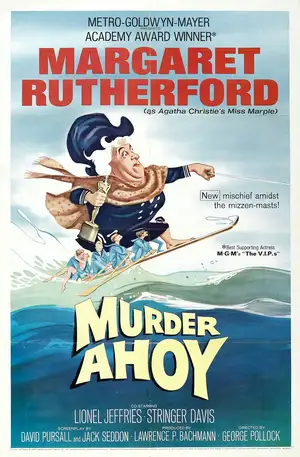 METRO-GOLDWYN-MAYER
PRESENTS
ACADEMY AWARD WINNER*
MARGARET
RUTHERFORD
(as Agatha Christie's Miss Marple)
New mischief amidst
the mizzen-masts!
*Best Supporting Actress
M-G-M's "The V.I.P.s"
MURDER
AHOY
CO-STARRING
LIONEL JEFFRIES·STRINGER DAVIS
SCREENPLAY BY
DAVID PURSALL and JACK SEDDON
PRODUCED BY
LAWRENCE P. BACHMANN
DIRECTED BY
GEORGE POLLOCK